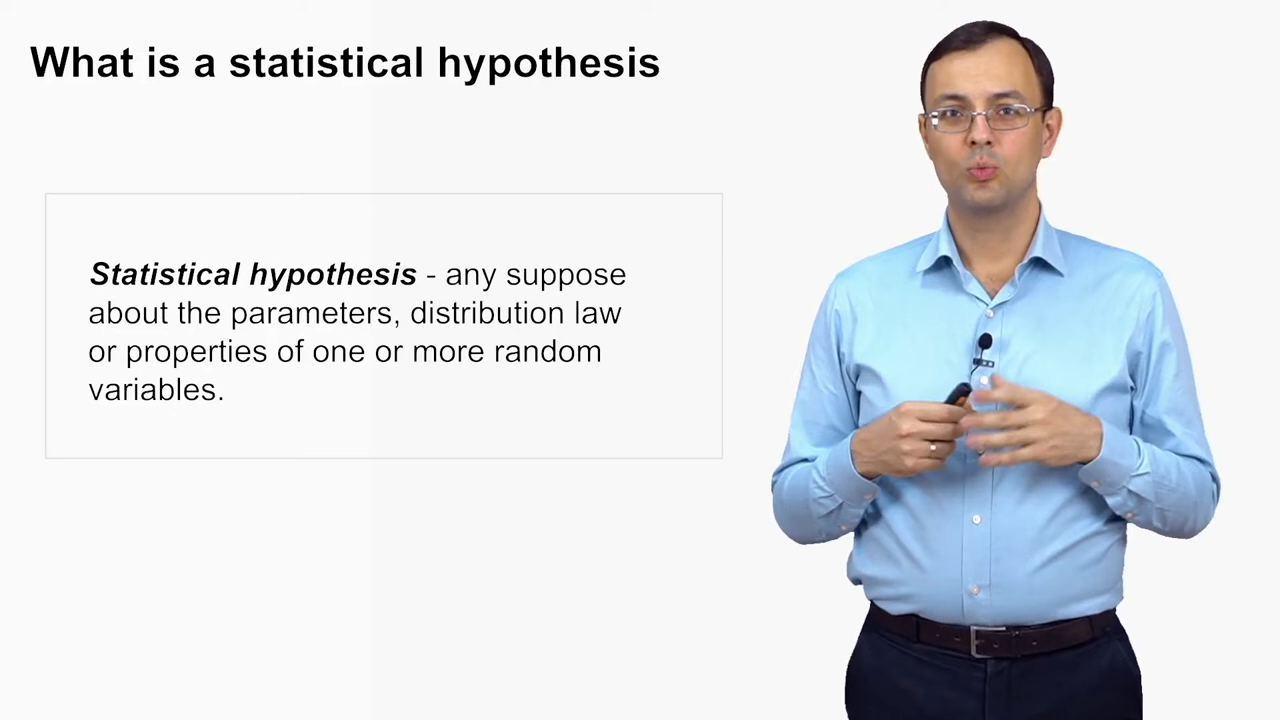 What is a statistical hypothesis
Statistical hypothesis - any suppose
about the parameters, distribution law
or properties of one or more random
variables.